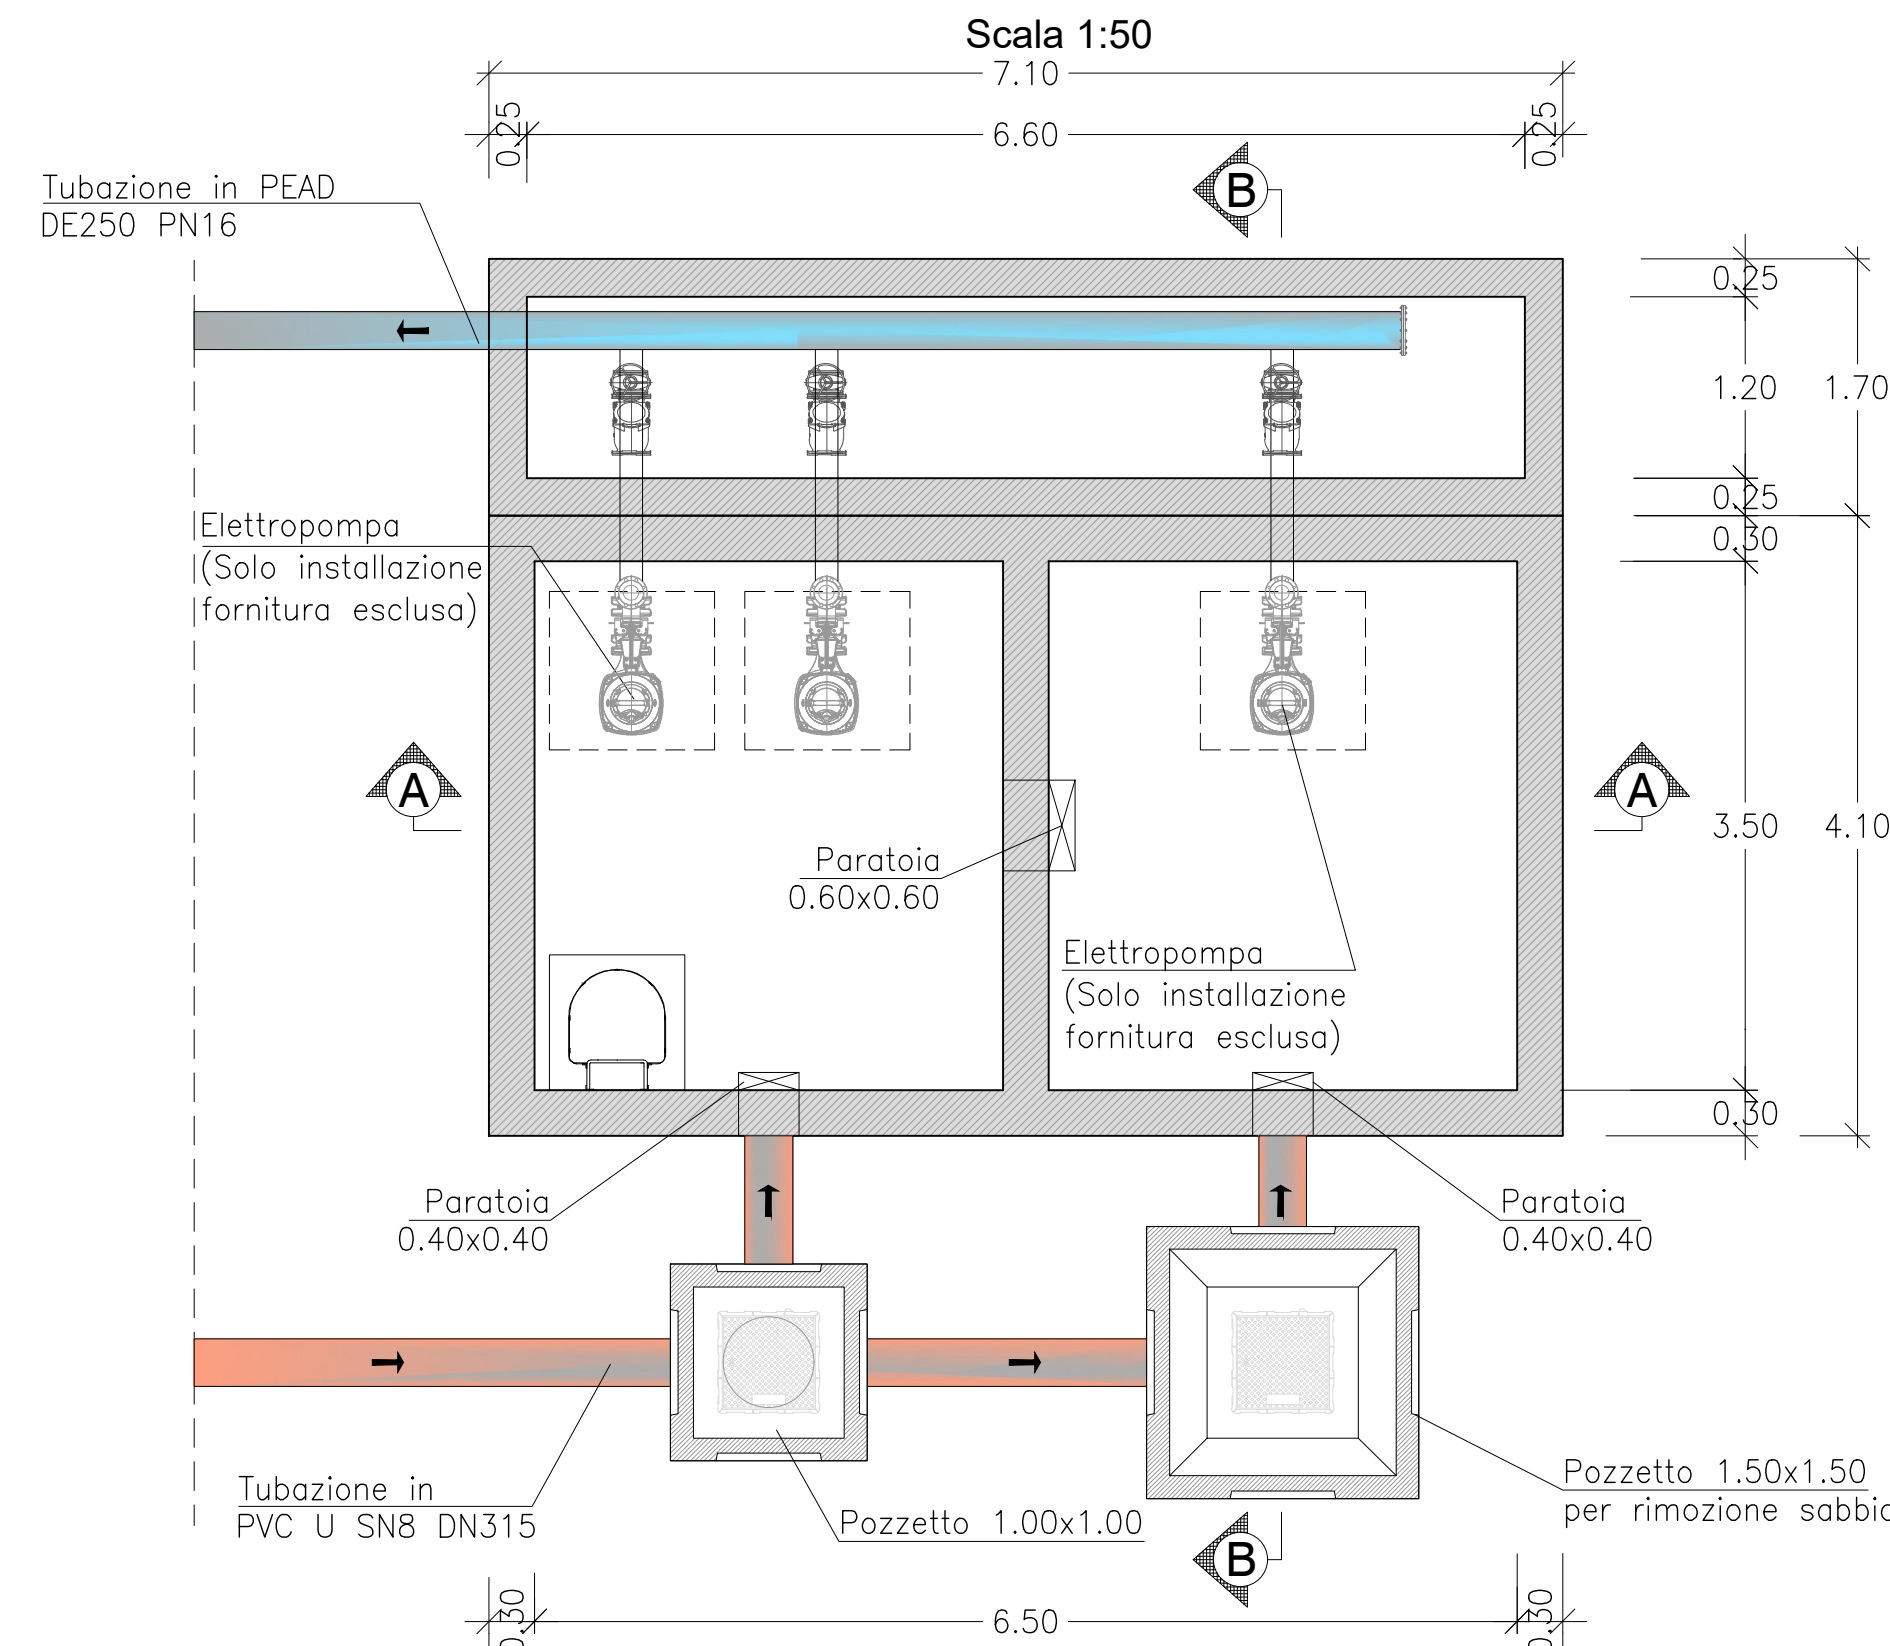 Scala 1:50
7.10
0.25
6.60
0.25
B
Tubazione in PEAD
DE250 PN16
0.25
1.20
1.70
0.25
0.30
Elettropompa
(Solo installazione
fornitura esclusa)
A
A
3.50
4.10
Paratoia
0.60x0.60
Elettropompa
(Solo installazione
fornitura esclusa)
0.30
Paratoia
0.40x0.40
Paratoia
0.40x0.40
Tubazione in
PVC U SN8 DN315
Pozzetto 1.00x1.00
Pozzetto 1.50x1.50
per rimozione
B
0.30
6.50
0.30